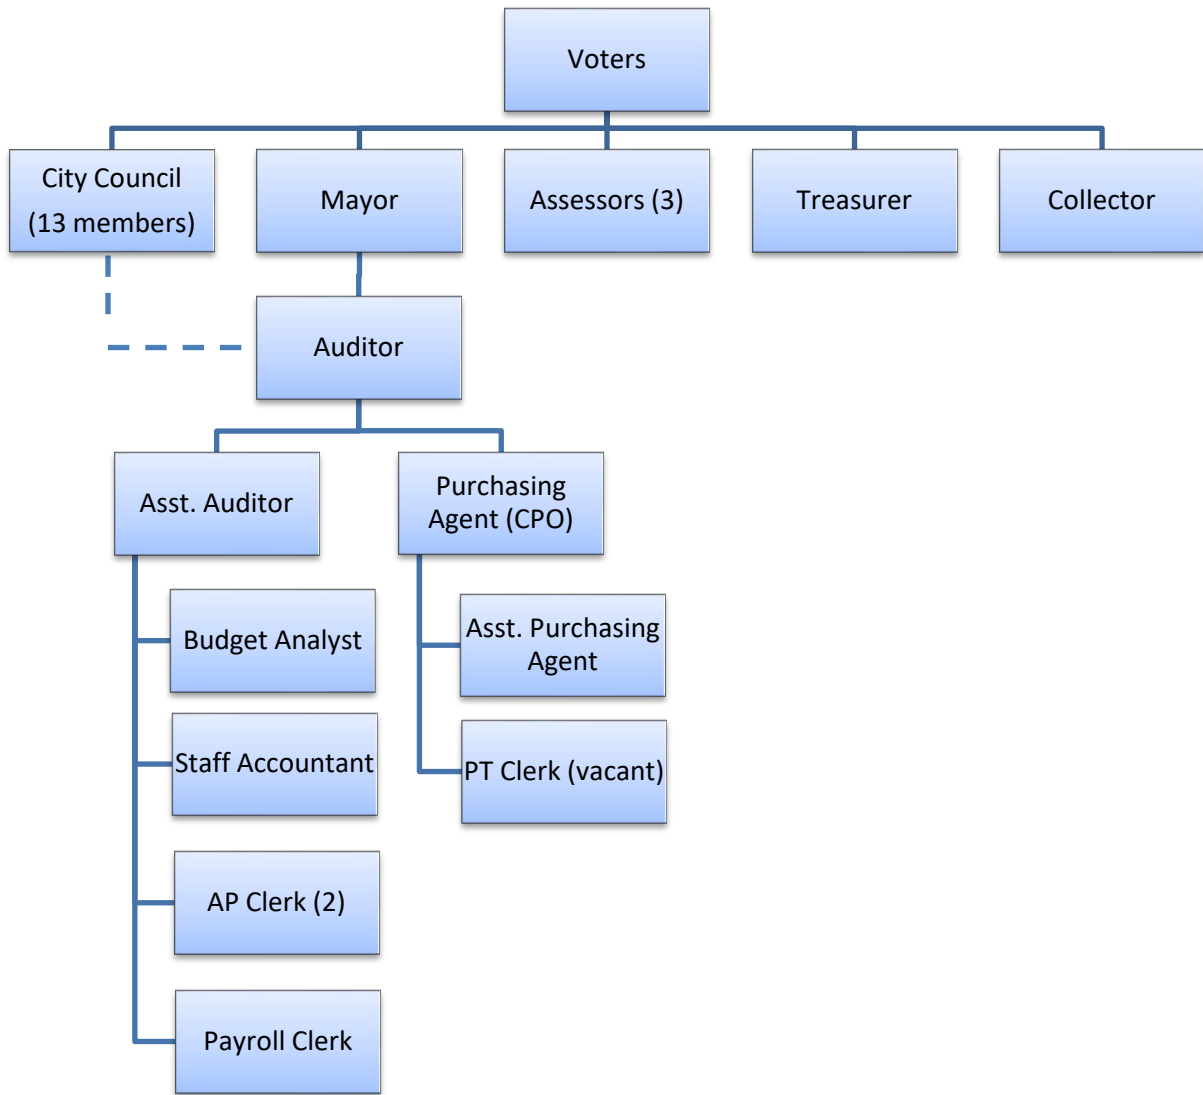 Voters
City Council
(13 members)
Mayor
Assessors (3)
Treasurer
Collector
Auditor
Asst. Auditor
Purchasing
Agent (CPO)
Budget Analyst
Asst. Purchasing
Agent
Staff Accountant
PT Clerk (vacant)
AP Clerk (2)
Payroll Clerk